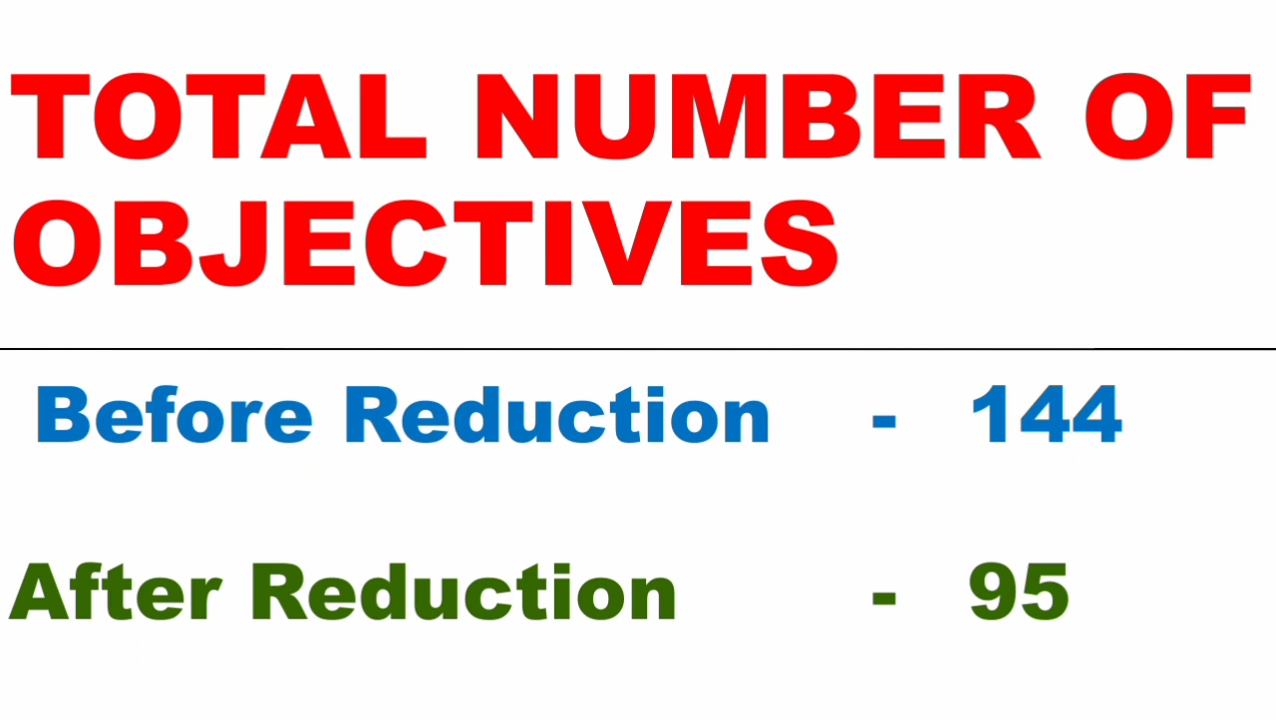 TOTAL NUMBER OF
OBJECTIVES
Before Reduction - 144
After Reduction - 95